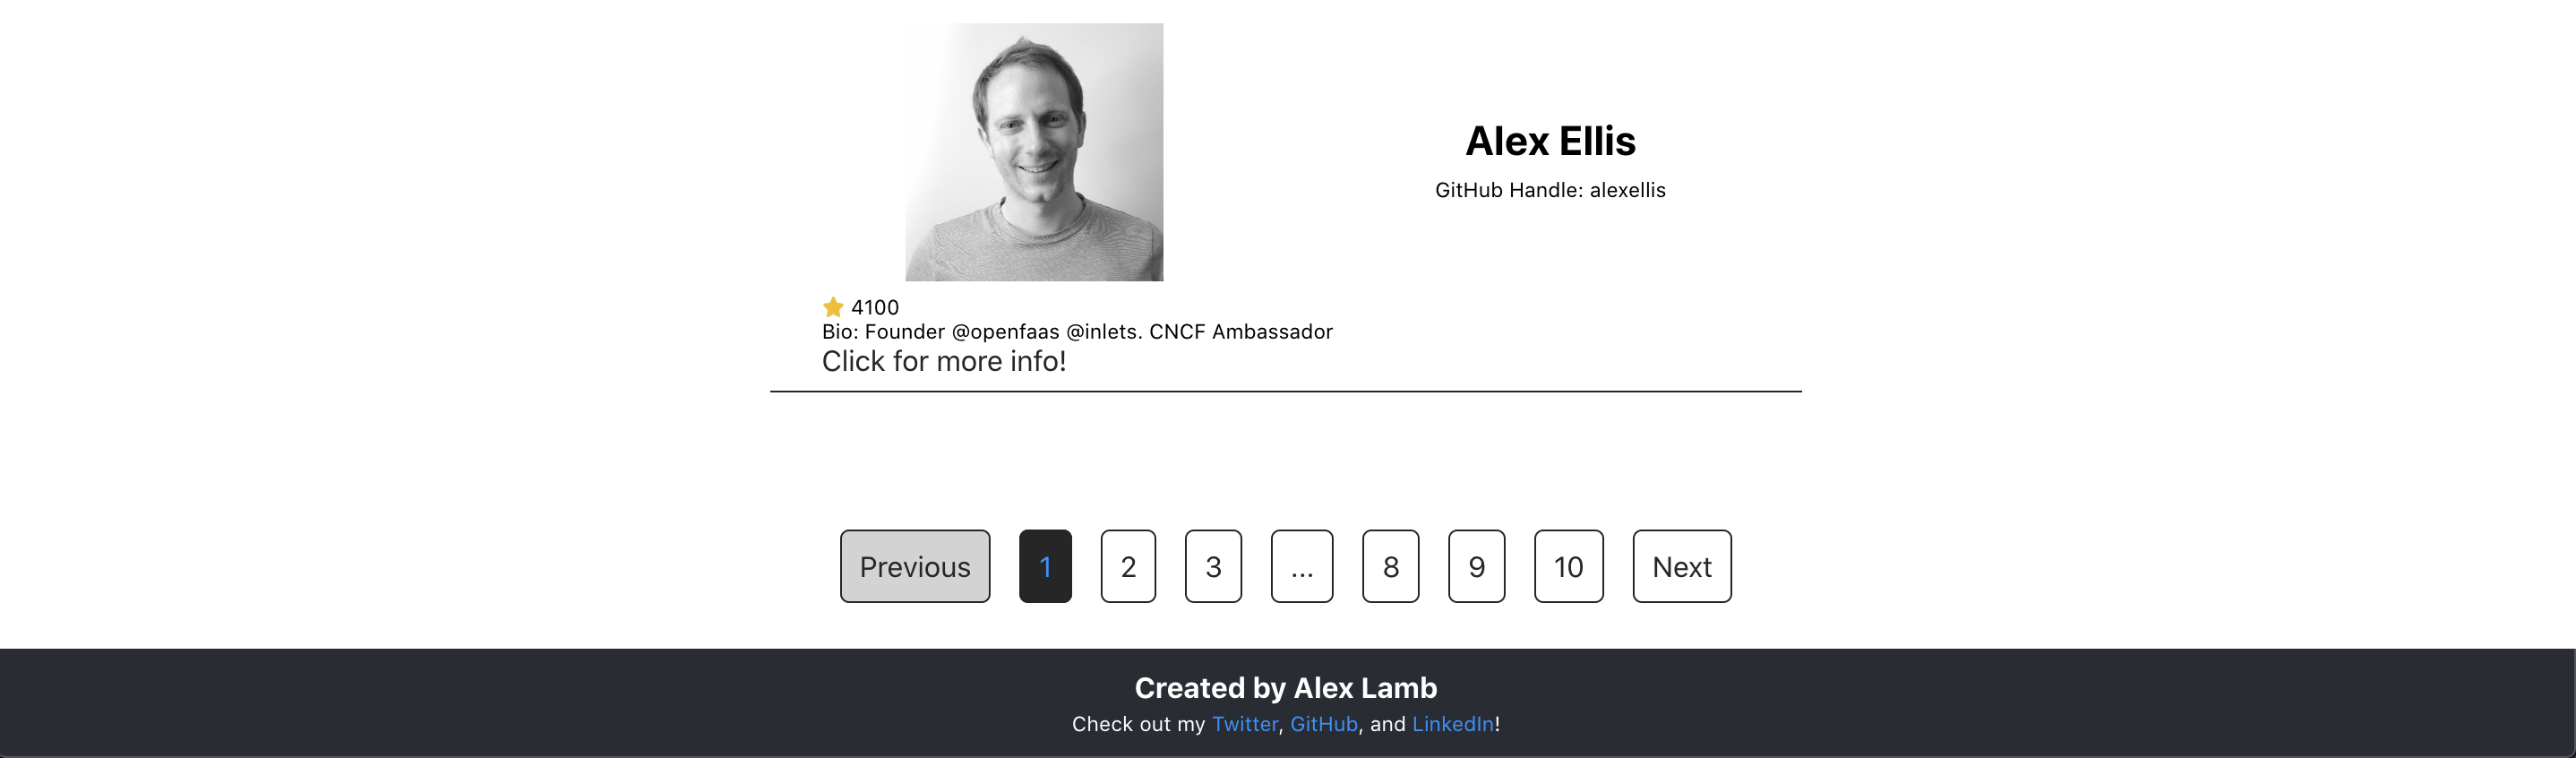 Alex Ellis
GitHub Handle: alexellis
⭐ 4100
Bio: Founder @openfaas @inlets. CNCF Ambassador
Click for more info!
Previous 1 2 3 ... 8 9 10 Next
Created by Alex Lamb
Check out my Twitter, GitHub, and LinkedIn!